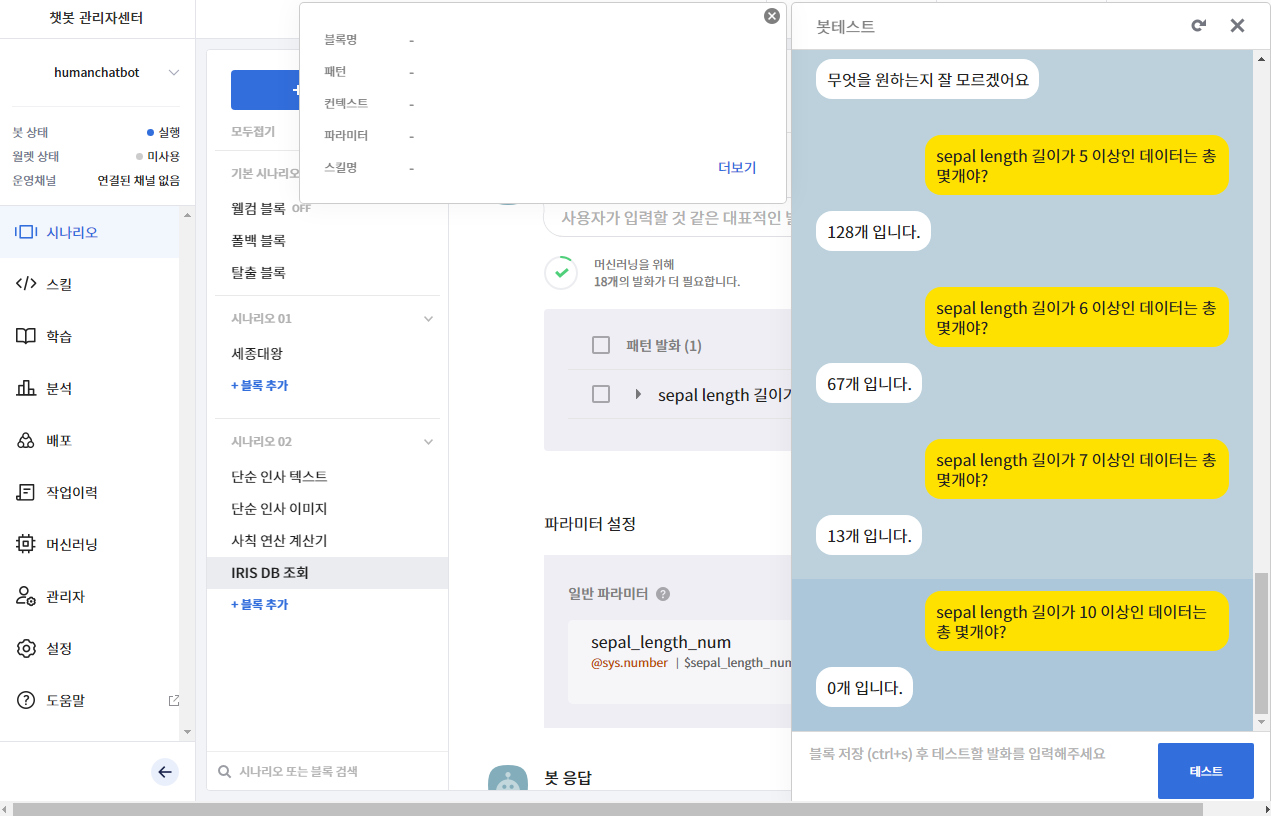 챗봇 관리자센터
humanchatbot
봇 상태
실행
월렛 상태
미사용
운영채널
연결된 채널 없음
시나리오
스킬
학습
분석
배포
작업이력
머신러닝
관리자
설정
도움말
+
모두접기
기본 시나리오
웰컴 블록 OFF
폴백 블록
탈출 블록
시나리오 01
세종대왕
+ 블록 추가
시나리오 02
단순 인사 텍스트
단순 인사 이미지
사칙 연산 계산기
IRIS DB 조회
+ 블록 추가
시나리오 또는 블록 검색
블록명 -
패턴 -
컨텍스트 -
파라미터 -
스킬명 -
더보기
사용자가 입력할 것 같은 대표적인
머신러닝을 위해
18개의 발화가 더 필요합니다.
패턴 발화 (1)
sepal length 길이가
파라미터 설정
일반 파라미터 ?
sepal_length_num
@sys.number | $sepal_length_num
봇 응답
봇테스트
무엇을 원하는지 잘 모르겠어요
sepal length 길이가 5 이상인 데이터는 총
몇개야?
128개 입니다.
sepal length 길이가 6 이상인 데이터는 총
몇개야?
67개 입니다.
sepal length 길이가 7 이상인 데이터는 총
몇개야?
13개 입니다.
sepal length 길이가 10 이상인 데이터는
총 몇개야?
0개 입니다.
블록 저장 (ctrl+s) 후 테스트할 발화를 입력해주세요
테스트